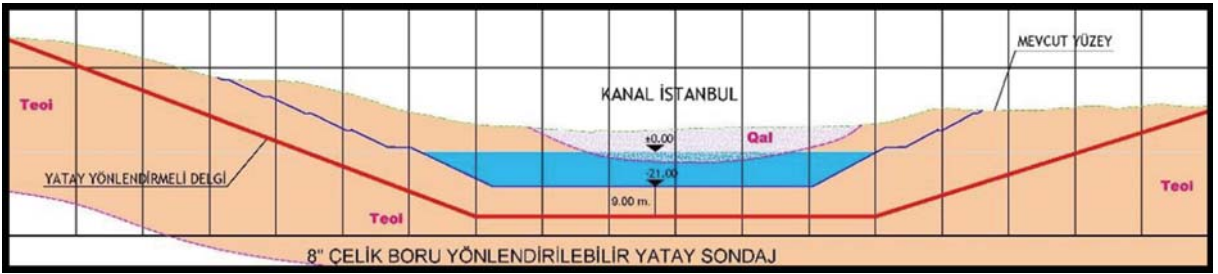 MEVCUT YÜZEY
KANAL İSTANBUL
Teol
Qal
±0.00
-21.00
YATAY YÖNLENDİRMELİ DELGİ
9.00 m.
Teol
Teol
8" ÇELİK BORU YÖNLENDİRİLEBİLİR YATAY SONDAJ